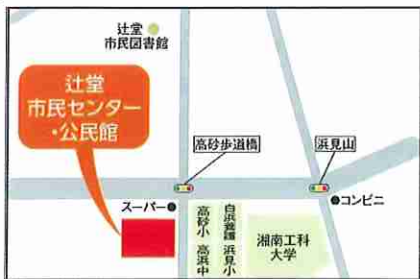 辻堂
市民図書館
辻堂
市民センター
・公民館
高砂歩道橋
浜見山
スーパー
コンビニ
高砂小
高浜中
白浜養護
浜見小
湘南工科
大学